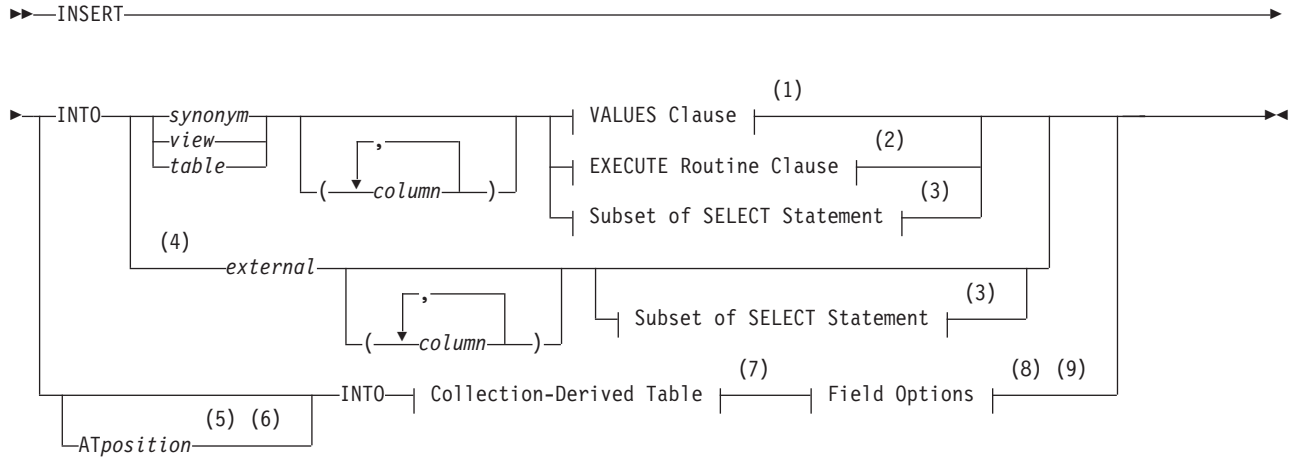 INSERT
(1)
INTO synonym VALUES Clause
view , (2)
table EXECUTE Routine Clause
( column ) (3)
Subset of SELECT Statement
(4)
external
, (3)
Subset of SELECT Statement
( column )
(7) (8) (9)
INTO Collection-Derived Table Field Options
(5) (6)
ATposition